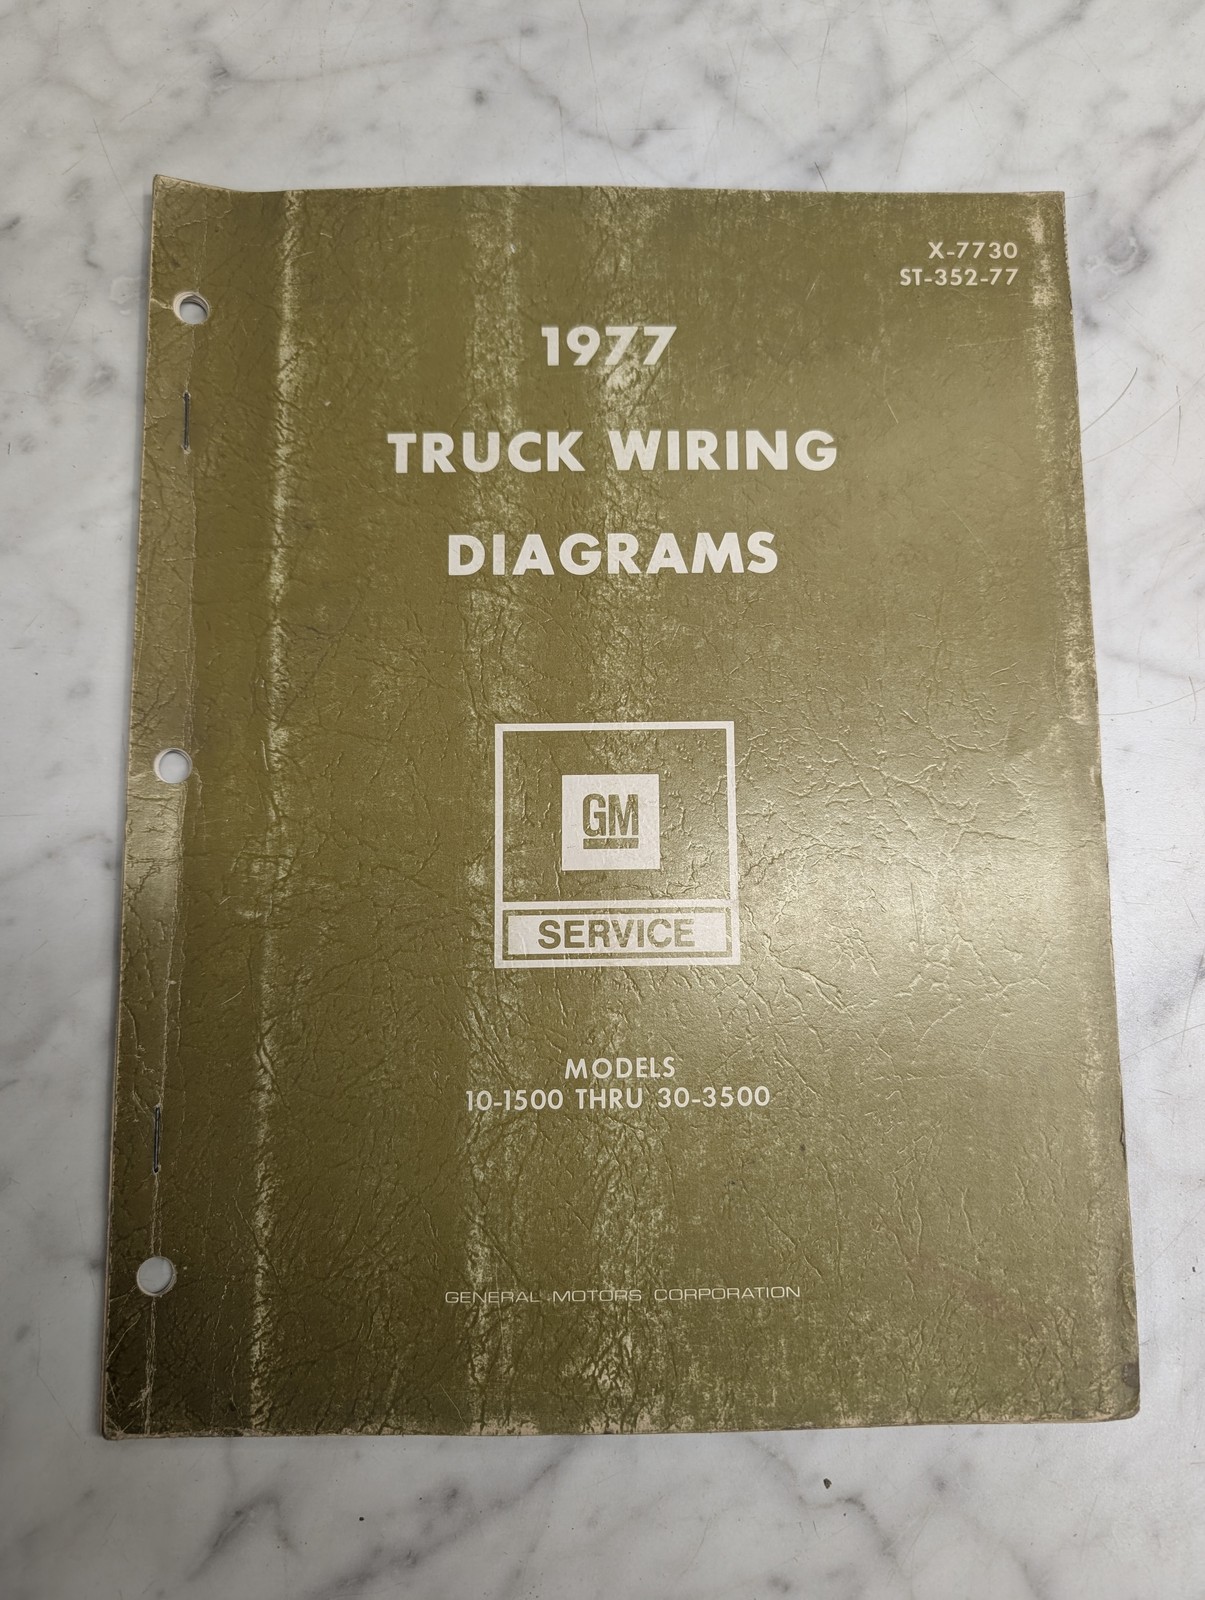 X-7730
ST-352-77
1977
TRUCK WIRING
DIAGRAMS
GM
SERVICE
MODELS
10-1500 THRU 30-3500
GENERAL MOTORS CORPORATION